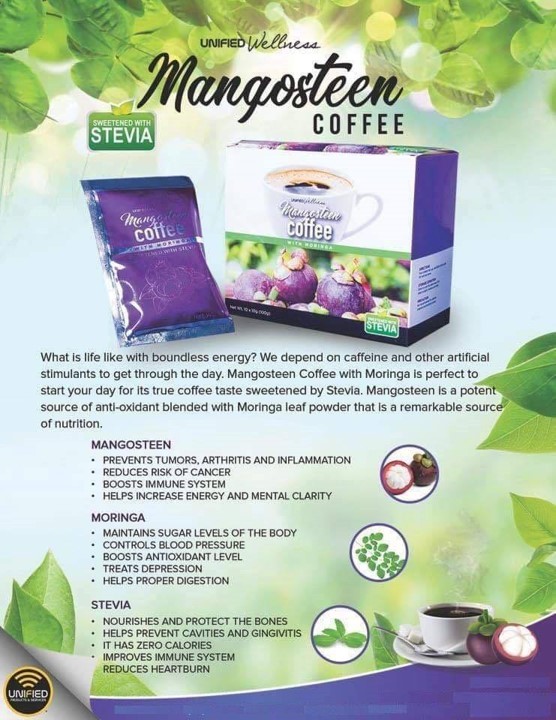 UNIFIED Wellness
Mangosteen
COFFEE
SWEETENED WITH
STEVIA
Mangosteen
coffee
WITH MORINGA
UNIFIED Wellness
Mangosteen
coffee
WITH MORINGA
SWEETENED WITH
STEVIA
What is life like with boundless energy? We depend on caffeine and other artificial
stimulants to get through the day. Mangosteen Coffee with Moringa is perfect to
start your day for its true coffee taste sweetened by Stevia. Mangosteen is a potent
source of anti-oxidant blended with Moringa leaf powder that is a remarkable source
of nutrition.
MANGOSTEEN
• PREVENTS TUMORS, ARTHRITIS AND INFLAMMATION
• REDUCES RISK OF CANCER
• BOOSTS IMMUNE SYSTEM
• HELPS INCREASE ENERGY AND MENTAL CLARITY
MORINGA
• MAINTAINS SUGAR LEVELS OF THE BODY
• CONTROLS BLOOD PRESSURE
• BOOSTS ANTIOXIDANT LEVEL
• TREATS DEPRESSION
• HELPS PROPER DIGESTION
STEVIA
• NOURISHES AND PROTECT THE BONES
• HELPS PREVENT CAVITIES AND GINGIVITIS
• IT HAS ZERO CALORIES
• IMPROVES IMMUNE SYSTEM
REDUCES HEARTBURN
UNIFIED
PRODUCTS & SERVICES